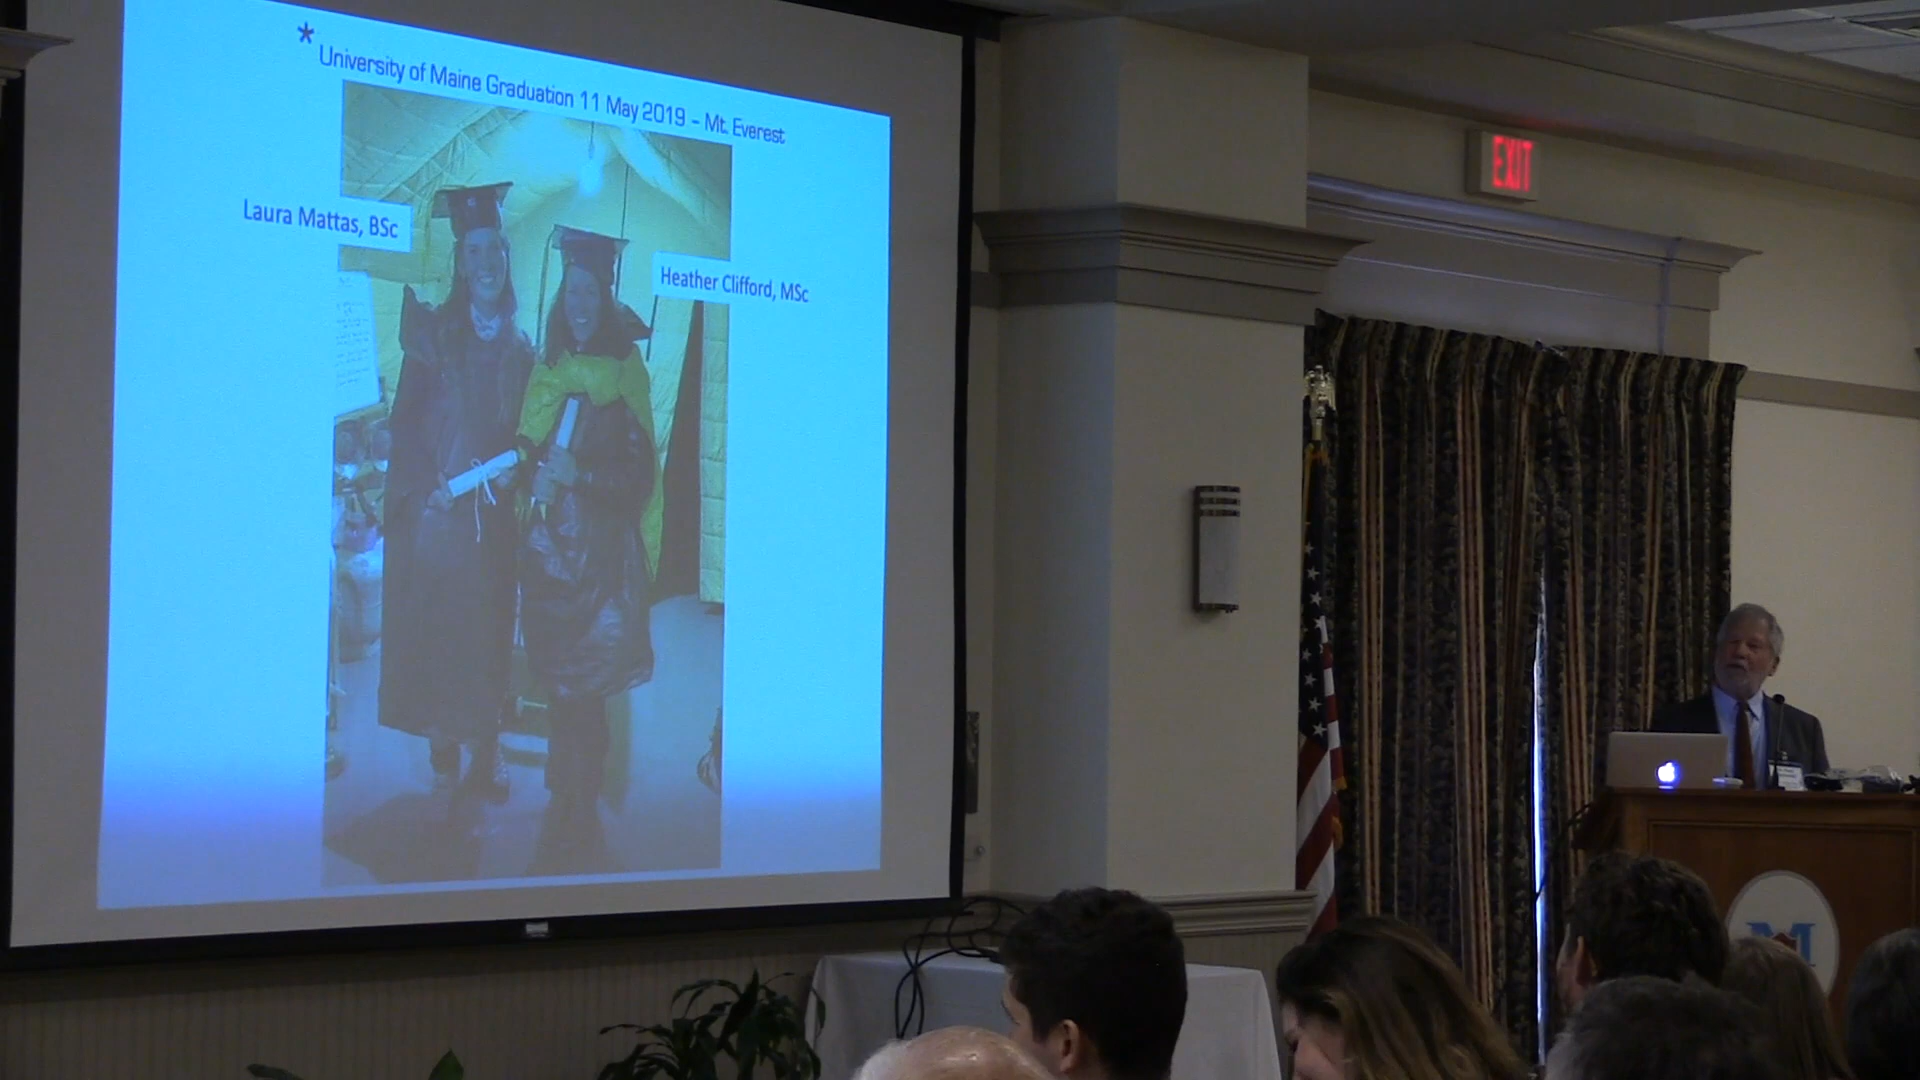 * University of Maine Graduation 11 May 2019 – Mt. Everest
Laura Mattas, BSc
Heather Clifford, MSc
EXIT
M